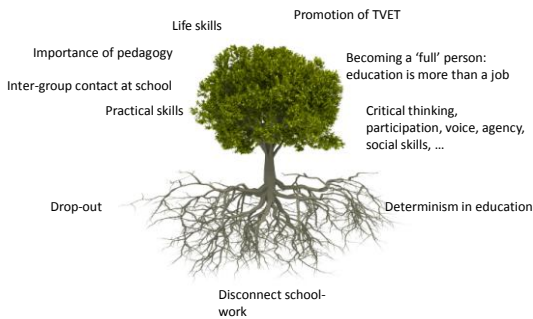 Promotion of TVET
Life skills
Importance of pedagogy
Becoming a ‘full’ person:
education is more than a job
Inter-group contact at school
Practical skills
Critical thinking,
participation, voice, agency,
social skills, …
Drop-out
Determinism in education
Disconnect school-
work